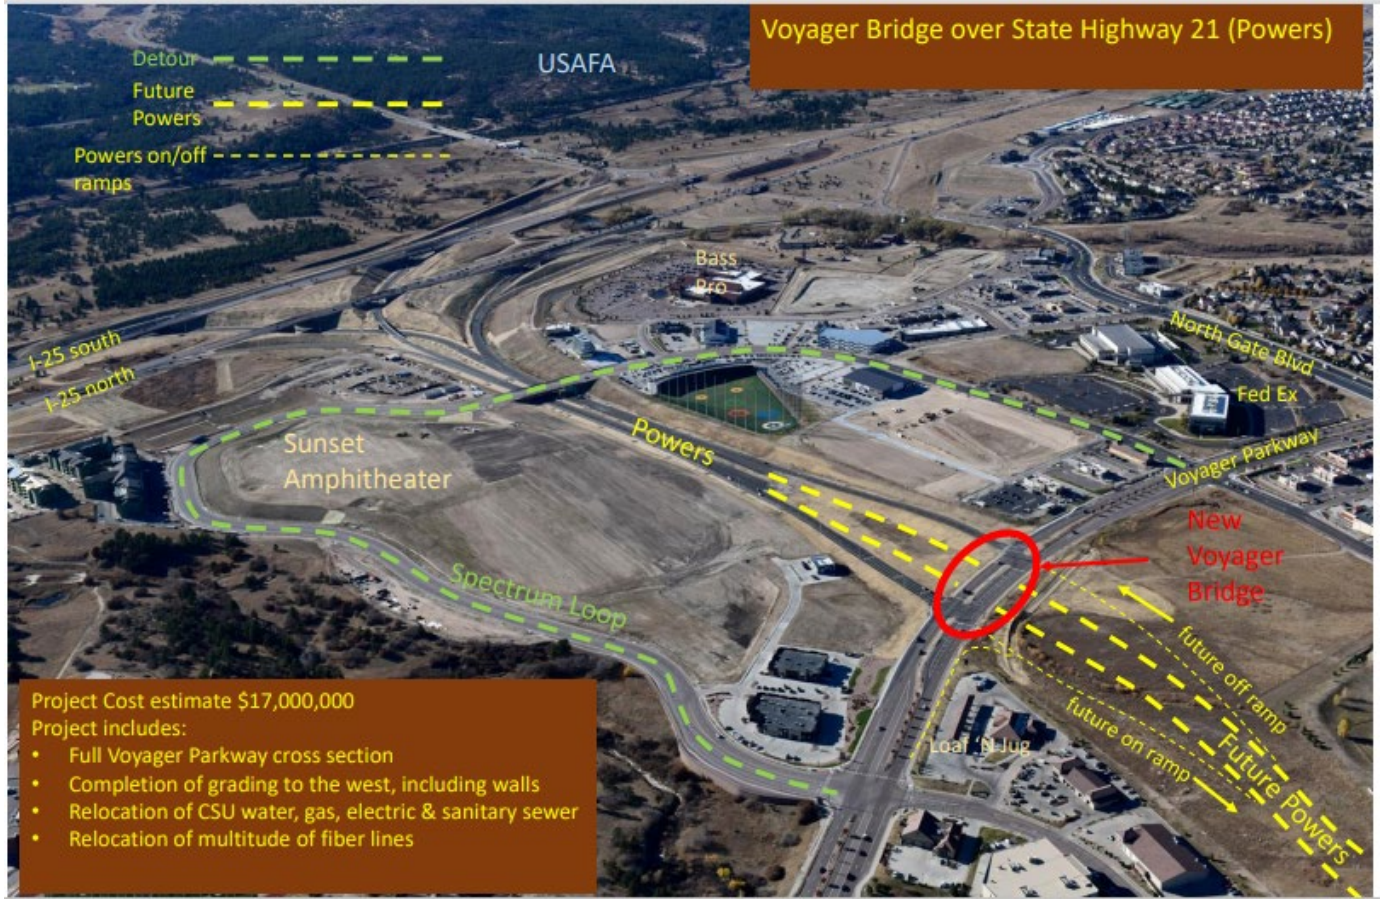 Voyager Bridge over State Highway 21 (Powers)
Detour
Future
Powers
Powers on/off
ramps
USAFA
Bass
Pro
I-25 south
I-25 north
North Gate Blvd
Fed Ex
Voyager Parkway
Sunset
Amphitheater
Powers
New
Voyager
Bridge
Spectrum Loop
future off ramp
future on ramp
Future Powers
Loaf 'N Jug
Project Cost estimate $17,000,000
Project includes:
• Full Voyager Parkway cross section
• Completion of grading to the west, including walls
• Relocation of CSU water, gas, electric & sanitary sewer
• Relocation of multitude of fiber lines